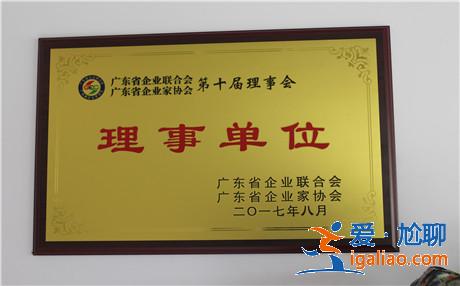 广东省企业联合会
广东省企业家协会 第十届理事会
理事单位
广东省企业联合会
广东省企业家协会
二〇一七年八月
爱·尬聊
igaliao.com